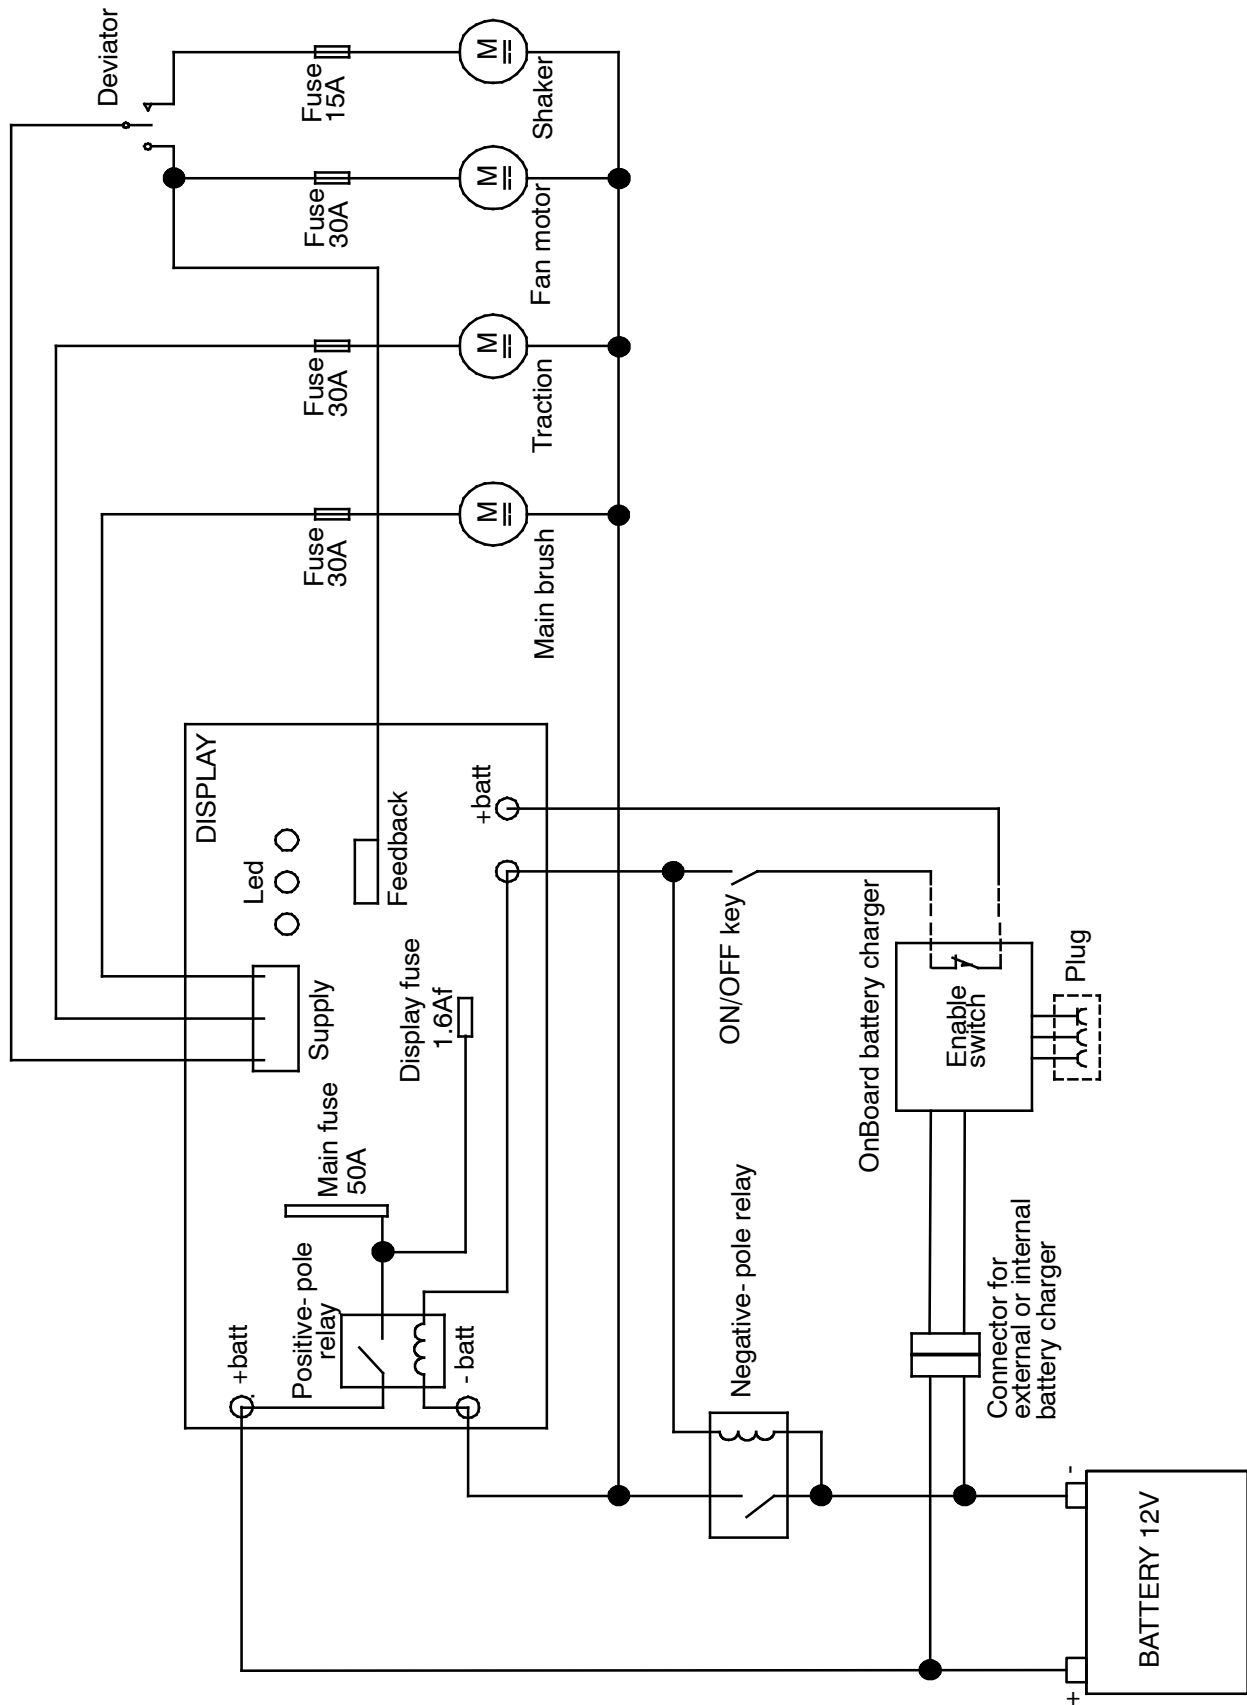 Deviator
Fuse
15A
M
Shaker
Fuse
30A
M
Fan motor
Fuse
30A
M
Traction
Fuse
30A
M
Main brush
DISPLAY
Led
Supply
Feedback
+batt
Display fuse
1.6Af
Main fuse
50A
Positive- pole
relay
+batt
- batt
ON/OFF key
OnBoard battery charger
Enable
switch
Plug
Negative- pole relay
Connector for
external or internal
battery charger
-
BATTERY 12V
+